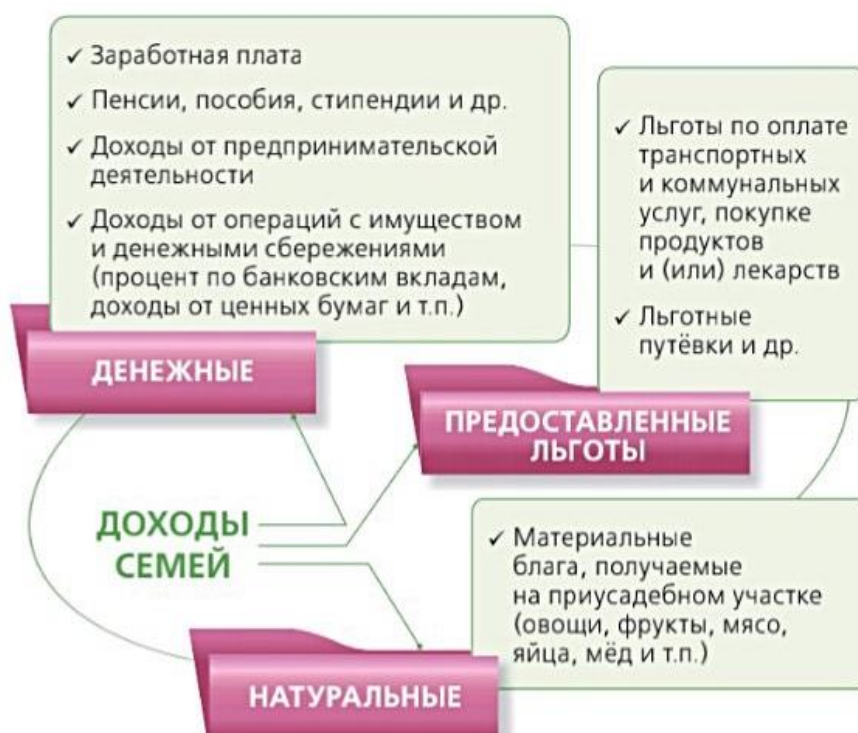 ✓ Заработная плата
✓ Пенсии, пособия, стипендии и др.
✓ Доходы от предпринимательской
деятельности
✓ Доходы от операций с имуществом
и денежными сбережениями
(процент по банковским вкладам,
доходы от ценных бумаг и т.п.)
ДЕНЕЖНЫЕ
✓ Льготы по оплате
транспортных
и коммунальных
услуг, покупке
продуктов
и (или) лекарств
✓ Льготные
путёвки и др.
ПРЕДОСТАВЛЕННЫЕ
ЛЬГОТЫ
ДОХОДЫ
СЕМЕЙ
✓ Материальные
блага, получаемые
на приусадебном участке
(овощи, фрукты, мясо,
яйца, мёд и т.п.)
НАТУРАЛЬНЫЕ